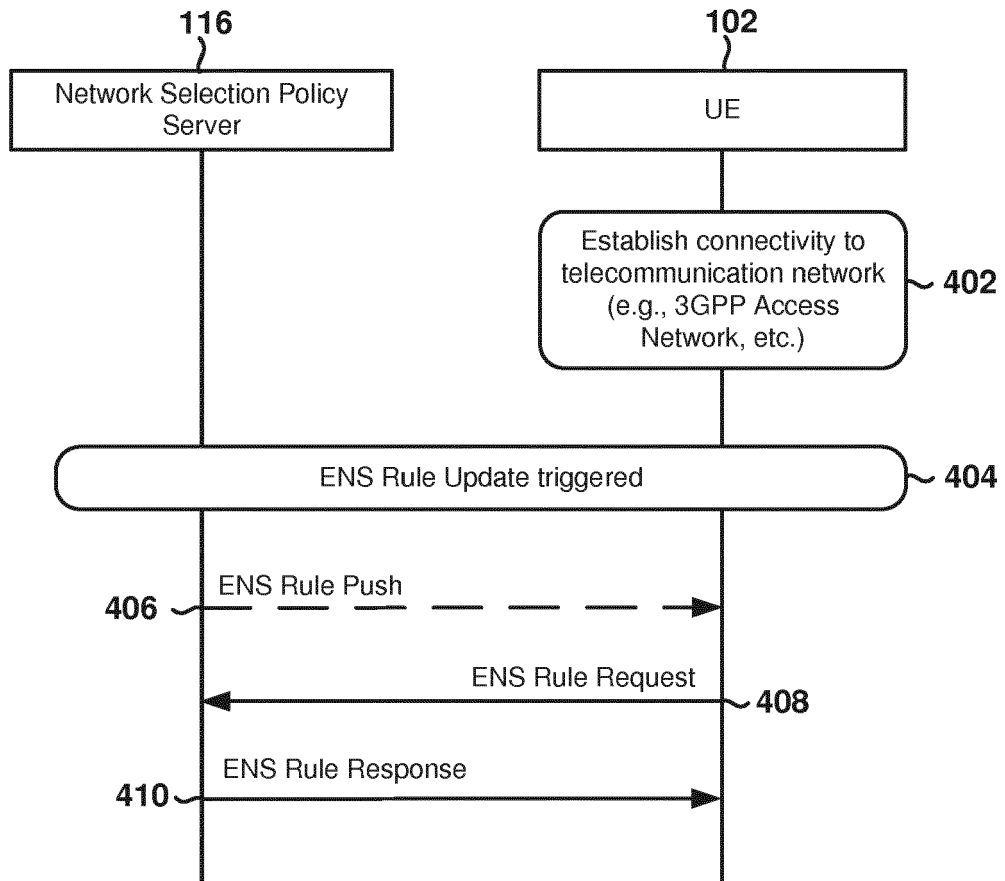 116
102
Network Selection Policy
Server
UE
Establish connectivity to
telecommunication network
(e.g., 3GPP Access
Network, etc.)
402
ENS Rule Update triggered
404
ENS Rule Push
406
ENS Rule Request
408
ENS Rule Response
410